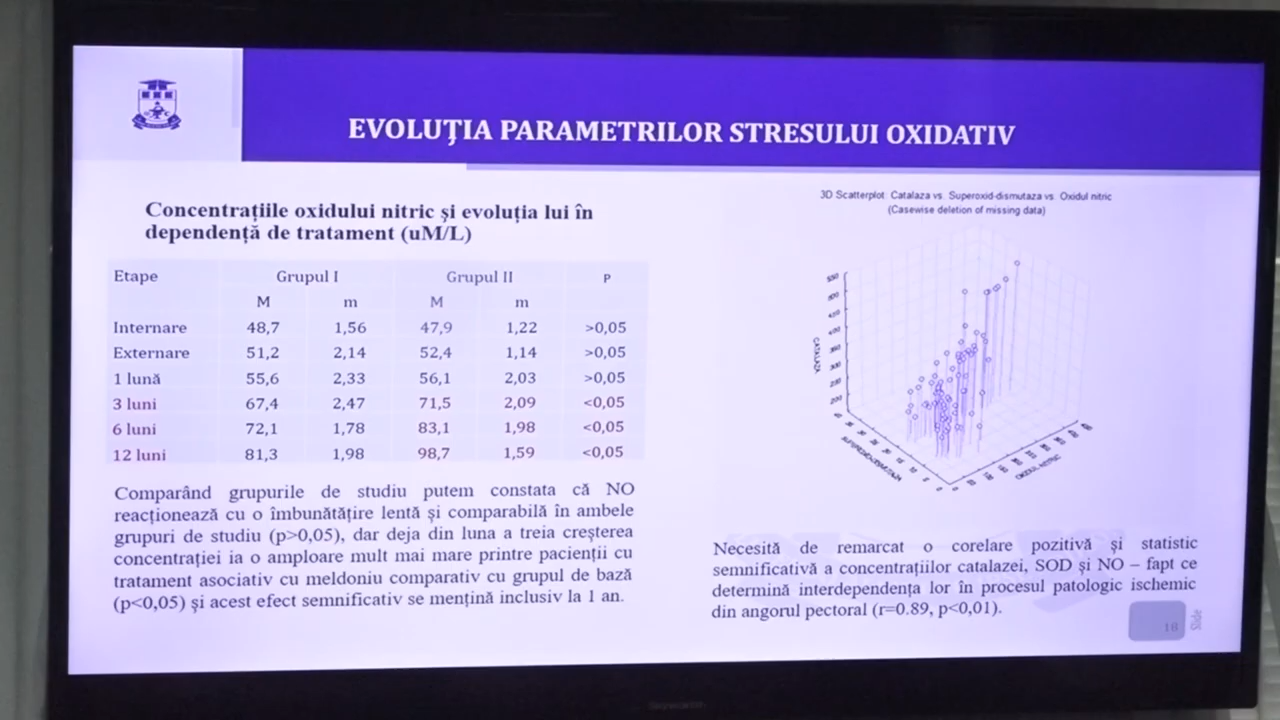 EVOLUŢIA PARAMETRILOR STRESULUI OXIDATIV
Concentrațiile oxidului nitric și evoluția lui în
dependență de tratament (uM/L)
Etape Grupul I Grupul II P
M m M m
Internare 48,7 1,56 47,9 1,22 >0,05
Externare 51,2 2,14 52,4 1,14 >0,05
1 lună 55,6 2,33 56,1 2,03 >0,05
3 luni 67,4 2,47 71,5 2,09 <0,05
6 luni 72,1 1,78 83,1 1,98 <0,05
12 luni 81,3 1,98 98,7 1,59 <0,05
Comparând grupurile de studiu putem constata că NO
reacționează cu o îmbunătățire lentă și comparabilă în ambele
grupuri de studiu (p>0,05), dar deja din luna a treia creșterea
concentrației ia o amploare mult mai mare printre pacienții cu
tratament asociativ cu meldoniu comparativ cu grupul de bază
(p<0,05) și acest efect semnificativ se mențină inclusiv la 1 an.
3D Scatterplot: Catalaza vs. Superoxid-dismutaza vs. Oxidul nitric
(Casewise deletion of missing data)
CATALAZA
SUPEROXID-DISMUTAZA
OXIDUL NITRIC
Necesită de remarcat o corelare pozitivă și statistic
semnificativă a concentrațiilor catalazei, SOD și NO – fapt ce
determină interdependența lor în procesul patologic ischemic
din angorul pectoral (r=0.89, p<0,01).
18
Slide